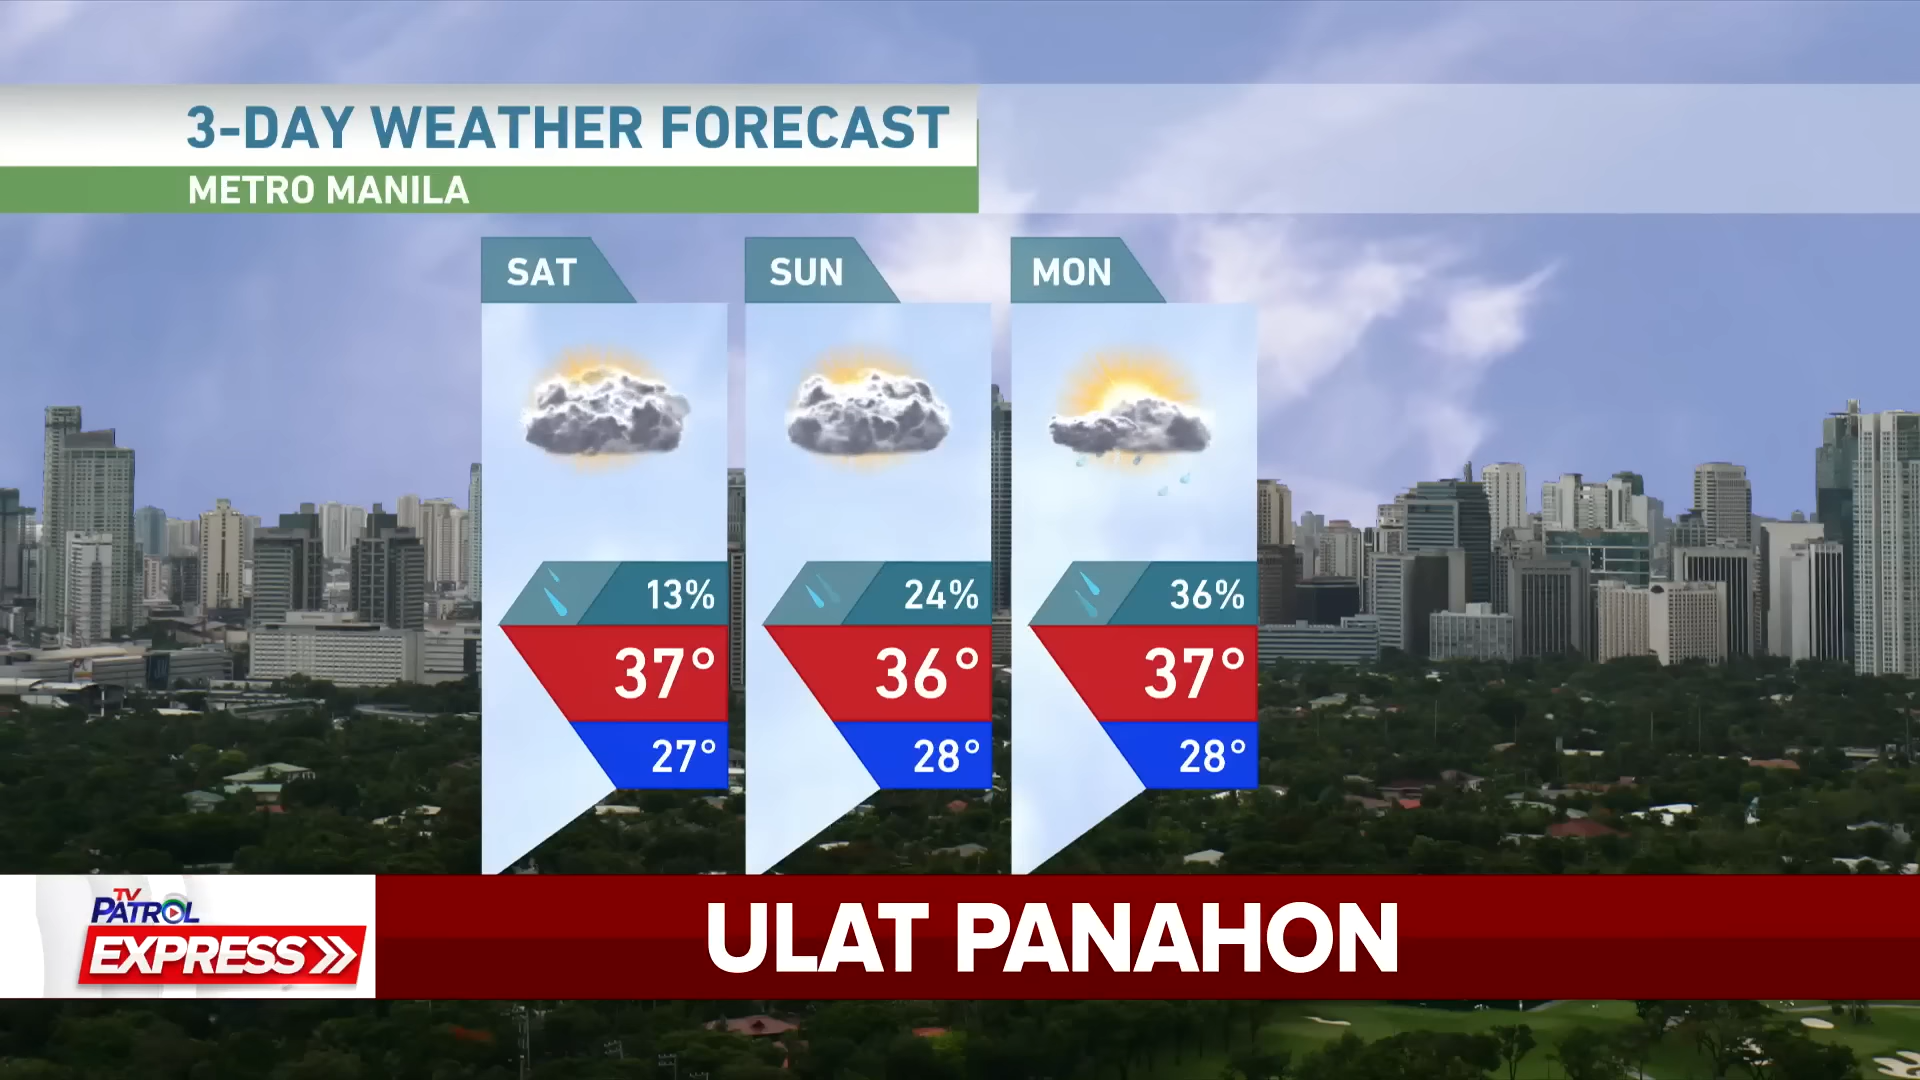 3-DAY WEATHER FORECAST
METRO MANILA
SAT
SUN
MON
13%
24%
36%
37°
36°
37°
27°
28°
28°
TV
PATROL
EXPRESS
ULAT PANAHON